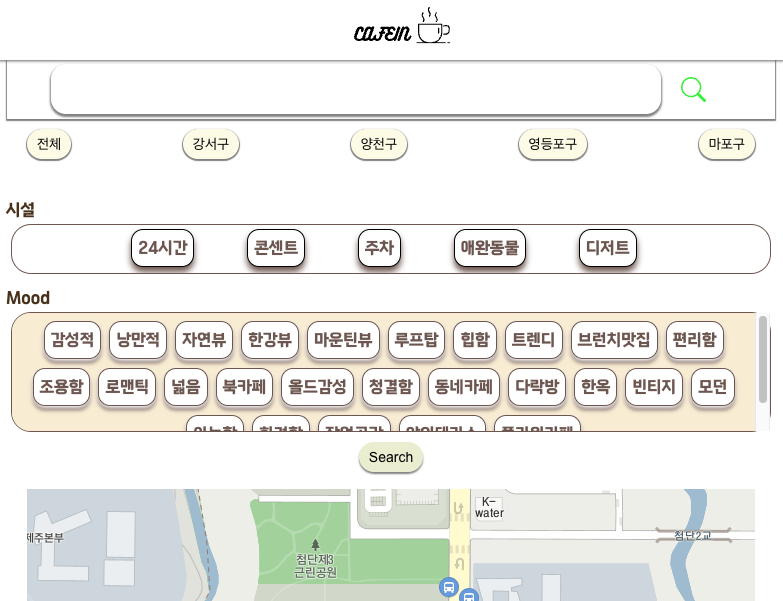 CAFEIN
전체 강서구 양천구 영등포구 마포구
시설
24시간 콘센트 주차 애완동물 디저트
Mood
감성적 낭만적 자연뷰 한강뷰 마운틴뷰 루프탑 힙함 트렌디 브런치맛집 편리함
조용함 로맨틱 넓음 북카페 올드감성 청결함 동네카페 다락방 한옥 빈티지 모던
Search
K-
water
제주본부
첨단2교
첨단제3
근린공원